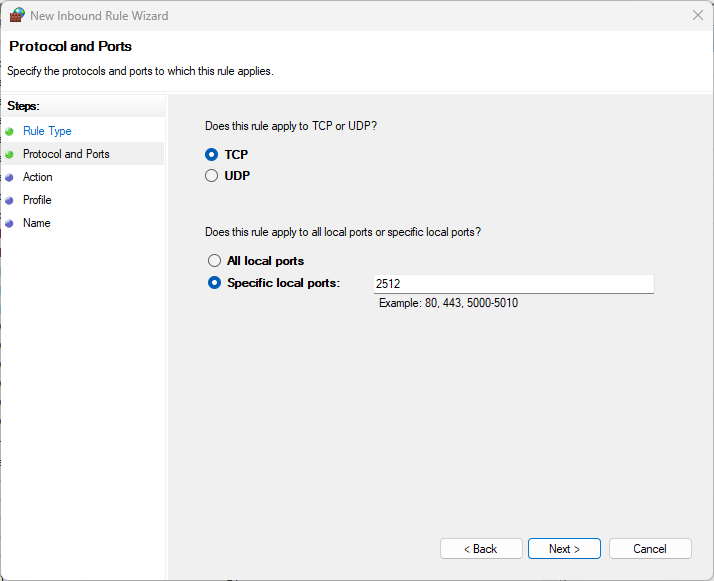 New Inbound Rule Wizard
Protocol and Ports
Specify the protocols and ports to which this rule applies.
Steps:
Rule Type
Protocol and Ports
Action
Profile
Name
Does this rule apply to TCP or UDP?
TCP
UDP
Does this rule apply to all local ports or specific local ports?
All local ports
Specific local ports:
2512
Example: 80, 443, 5000-5010
< Back
Next >
Cancel